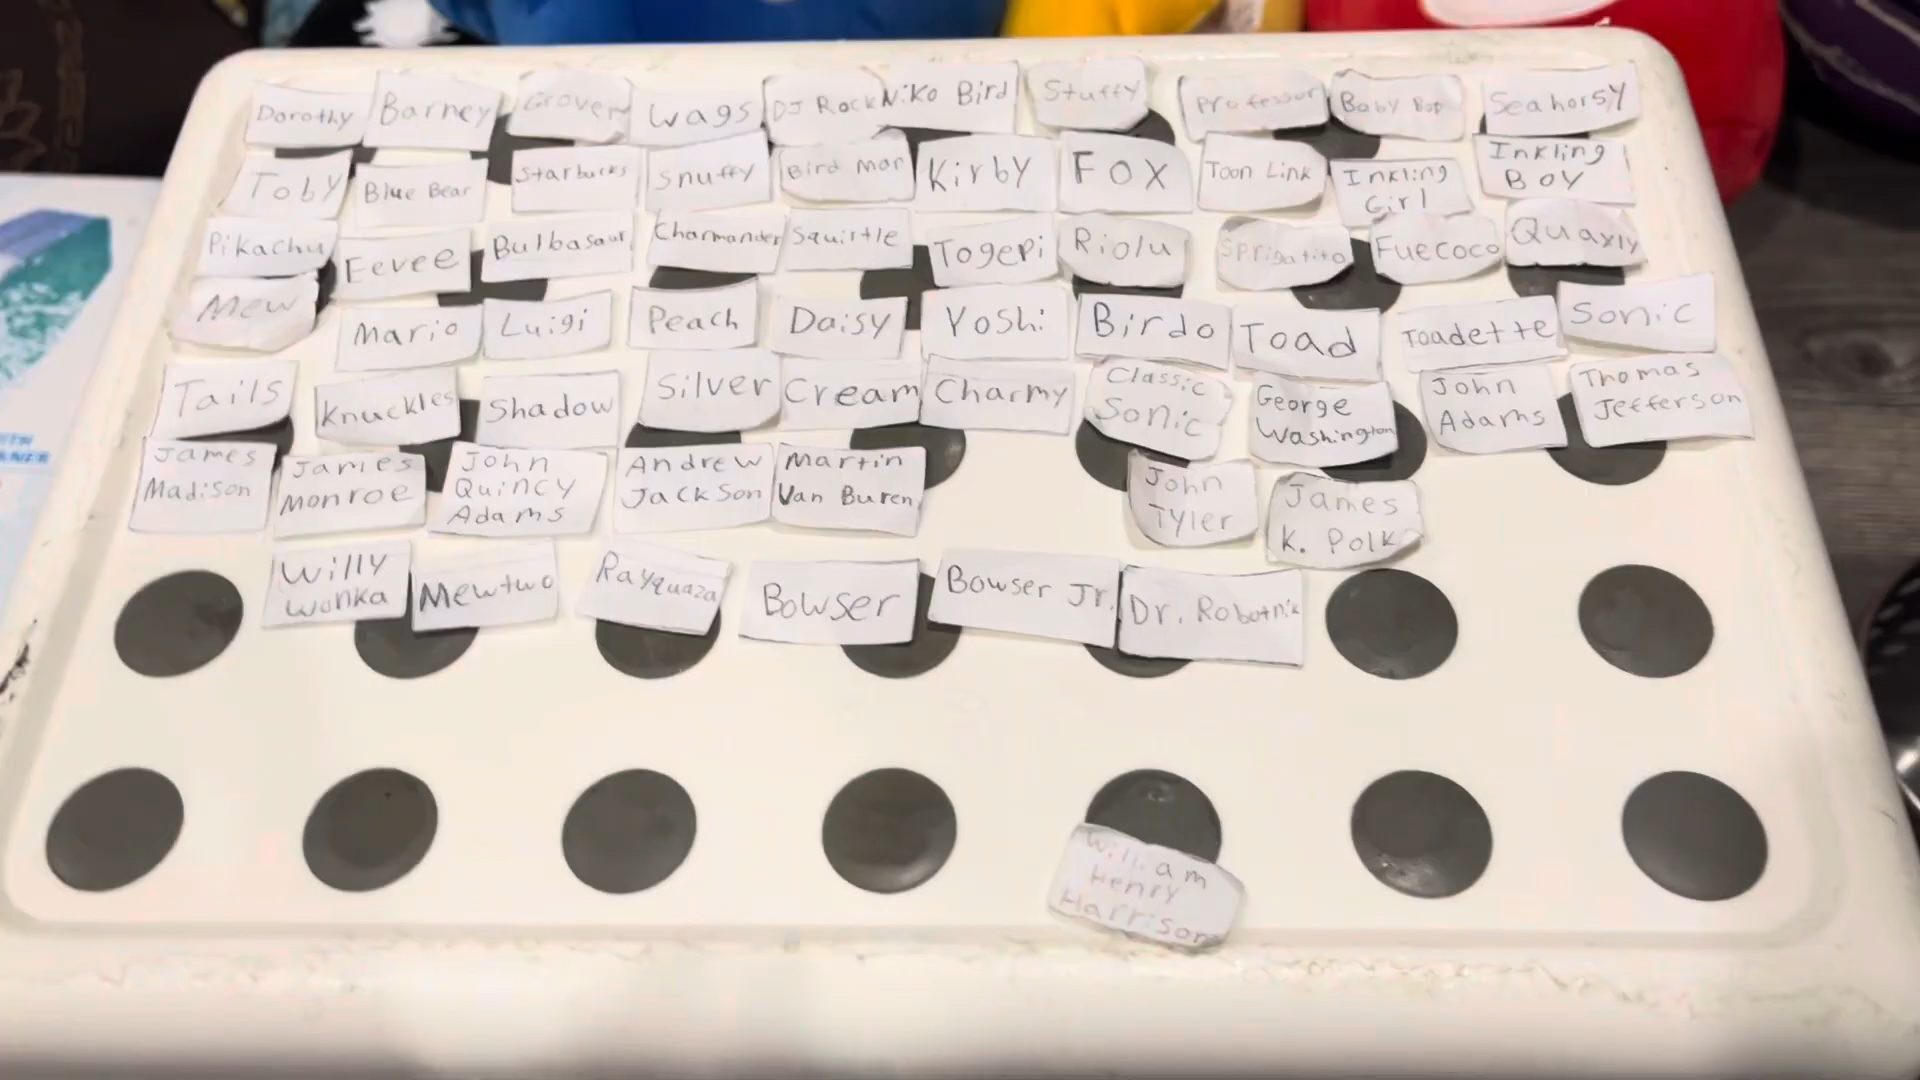 Dorothy Barney Grover Wags DJ Rock Niko Bird Stuffy Professor Baby Bop Seahorsy
Toby Blue Bear Starbucks Snuffy Bird Man Kirby Fox Toon Link Inkling Girl Inkling Boy
Pikachu Eevee Bulbasaur Charmander Squirtle Togepi Riolu Sprigatito Fuecoco Quaxly
Mew Mario Luigi Peach Daisy Yoshi Birdo Toad Toadette Sonic
Tails Knuckles Shadow Silver Cream Charmy Classic Sonic George Washington John Adams Thomas Jefferson
James Madison James Monroe John Quincy Adams Andrew Jackson Martin Van Buren John Tyler James K. Polk
Willy Wonka Mewtwo Rayquaza Bowser Bowser Jr. Dr. Robotnik
William Henry Harrison